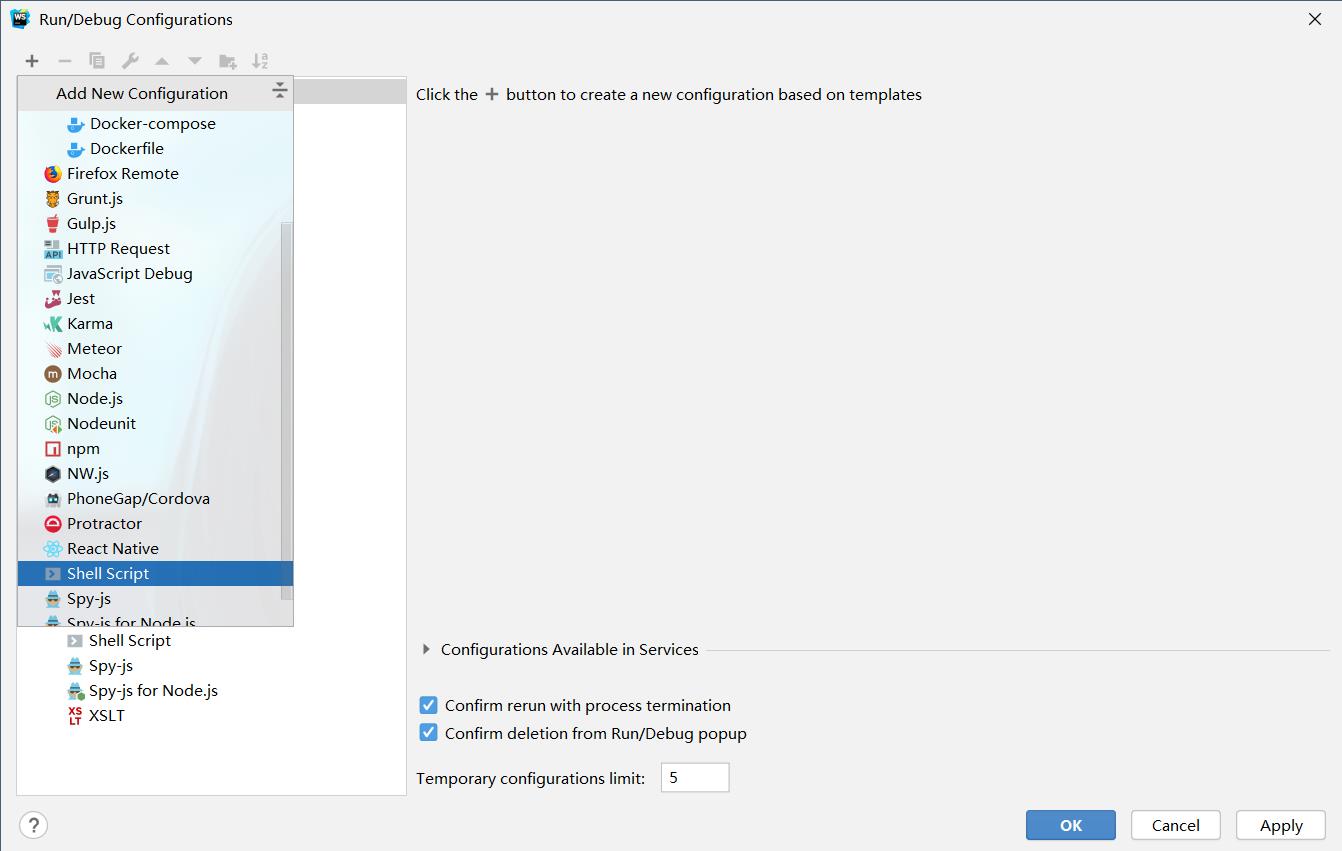 Run/Debug Configurations
Add New Configuration
Click the + button to create a new configuration based on templates
Docker-compose
Dockerfile
Firefox Remote
Grunt.js
Gulp.js
HTTP Request
JavaScript Debug
Jest
Karma
Meteor
Mocha
Node.js
Nodeunit
npm
NW.js
PhoneGap/Cordova
Protractor
React Native
Shell Script
Spy-js
Spy-js for Node.js
Shell Script
Spy-js
Spy-js for Node.js
XSLT
Configurations Available in Services
Confirm rerun with process termination
Confirm deletion from Run/Debug popup
Temporary configurations limit: 5
? OK Cancel Apply